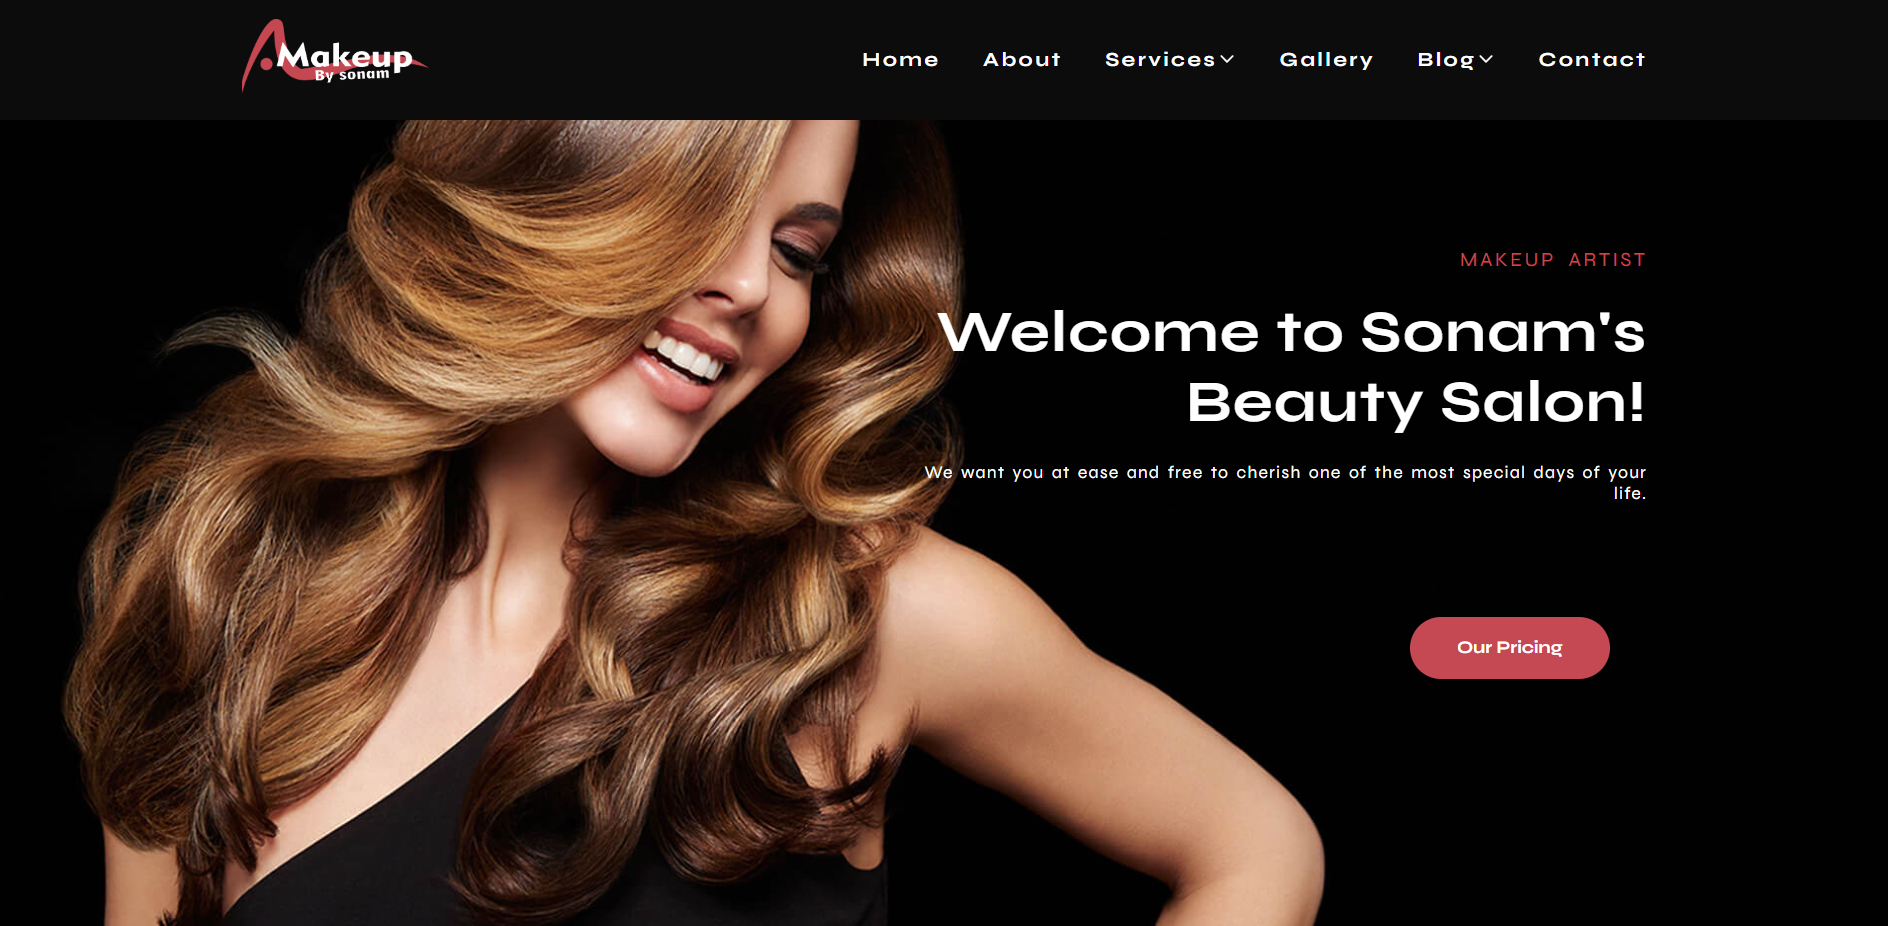 Makeup
By sonam
Home About Services Gallery Blog Contact
MAKEUP ARTIST
Welcome to Sonam's
Beauty Salon!
We want you at ease and free to cherish one of the most special days of your
life.
Our Pricing